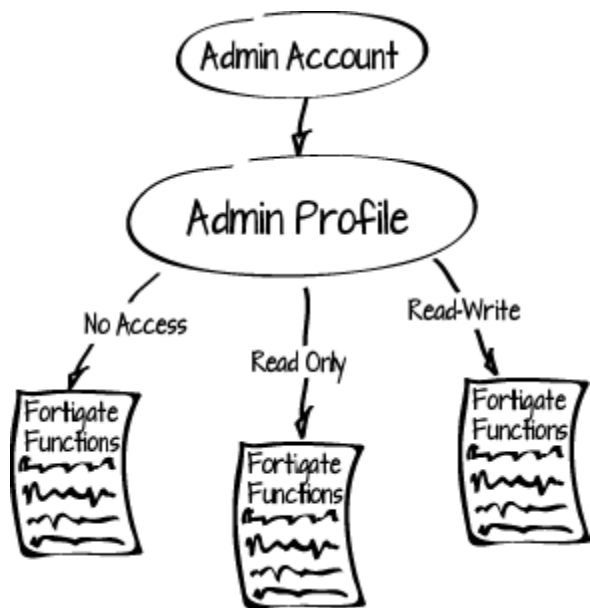 Admin Account
Admin Profile
No Access
Read Only
Read-Write
Fortigate
Functions
Fortigate
Functions
Fortigate
Functions